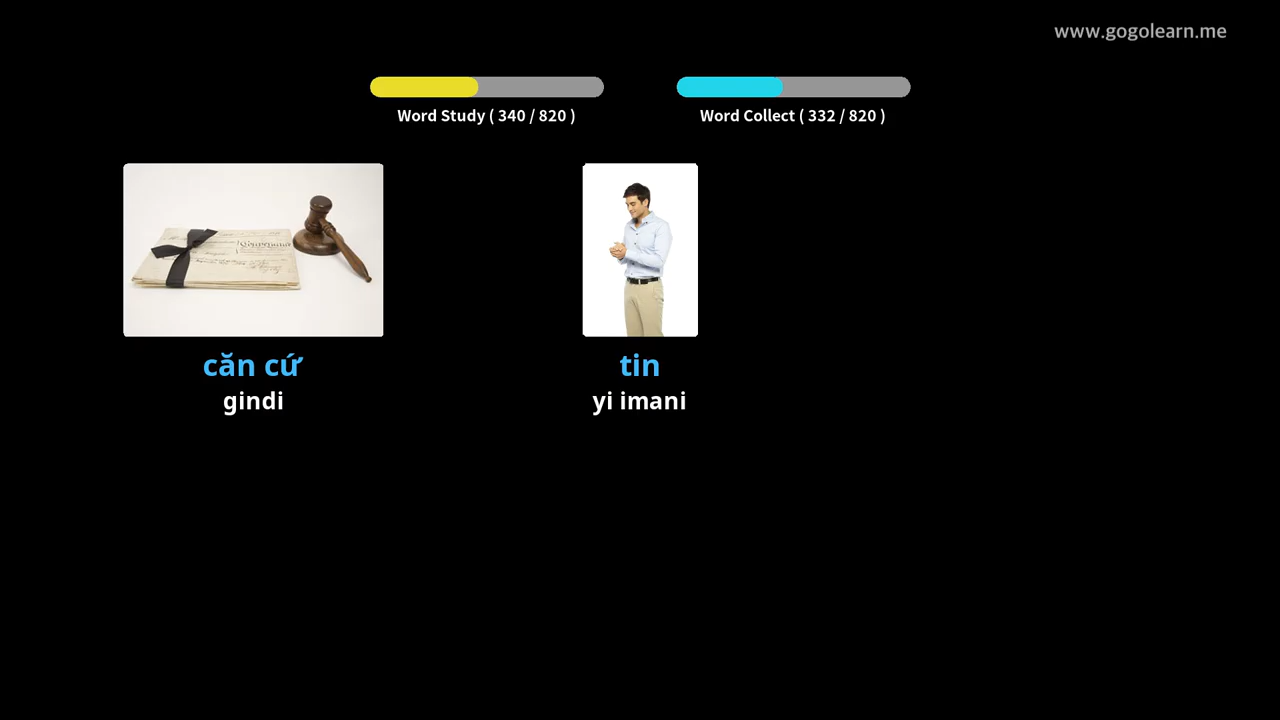 www.gogolearn.me
Word Study ( 340 / 820 )
Word Collect ( 332 / 820 )
căn cứ
gindi
tin
yi imani